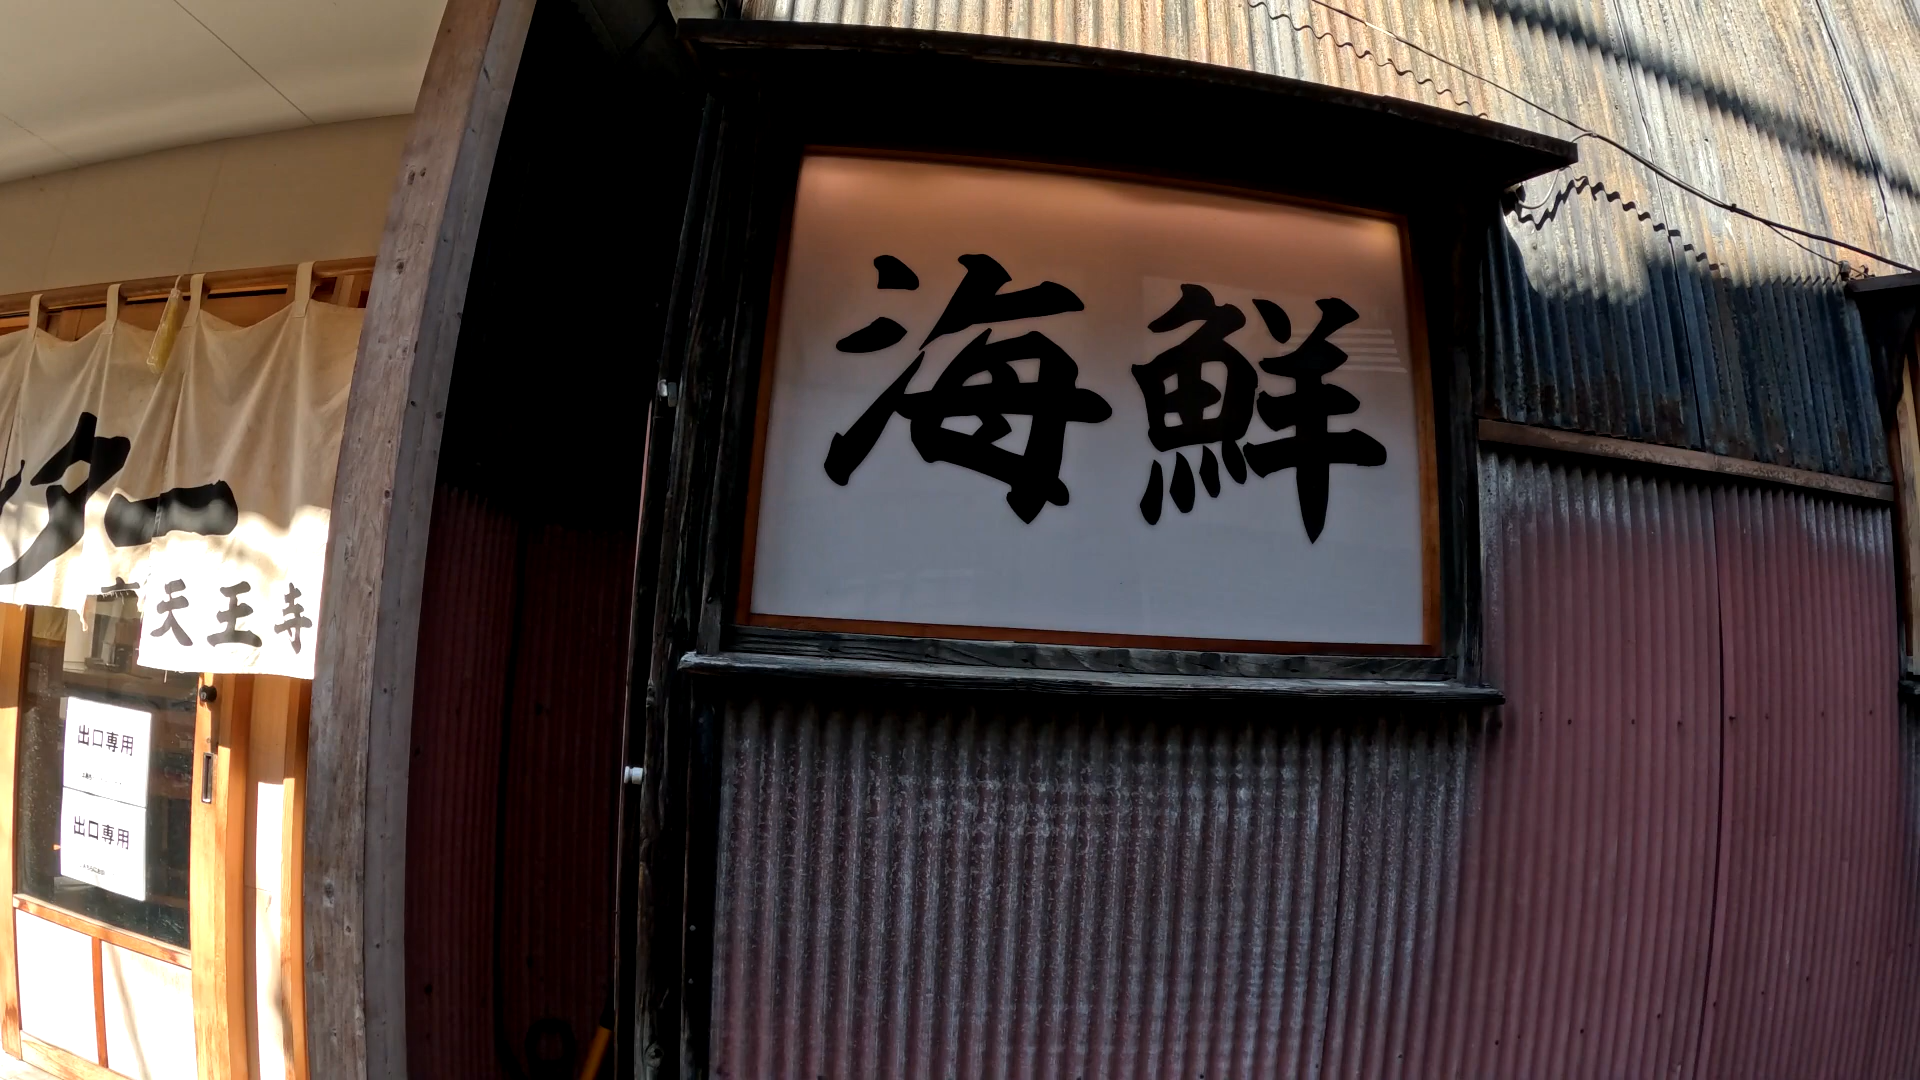 海鮮
ター
天王寺
出口専用
出口専用